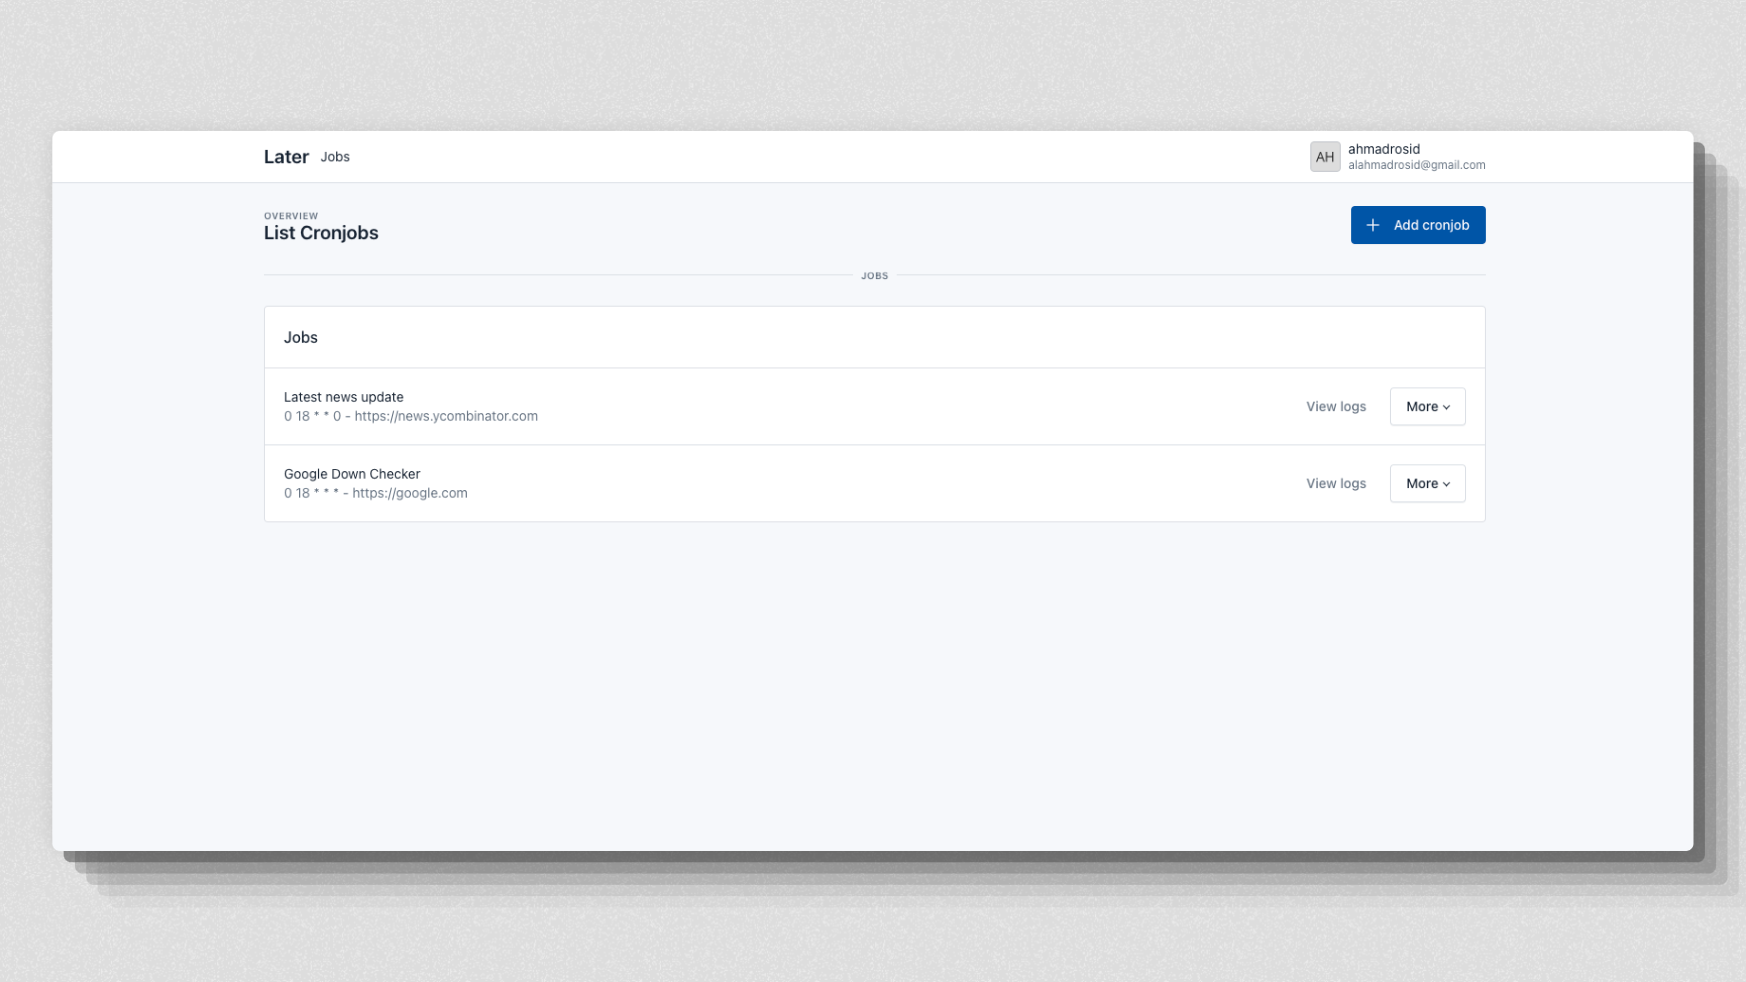 Later Jobs
AH
ahmadrosid
alahmadrosid@gmail.com
OVERVIEW
List Cronjobs
Add cronjob
JOBS
Jobs
Latest news update
0 18 * * 0 - https://news.ycombinator.com
View logs
More
Google Down Checker
0 18 * * * - https://google.com
View logs
More